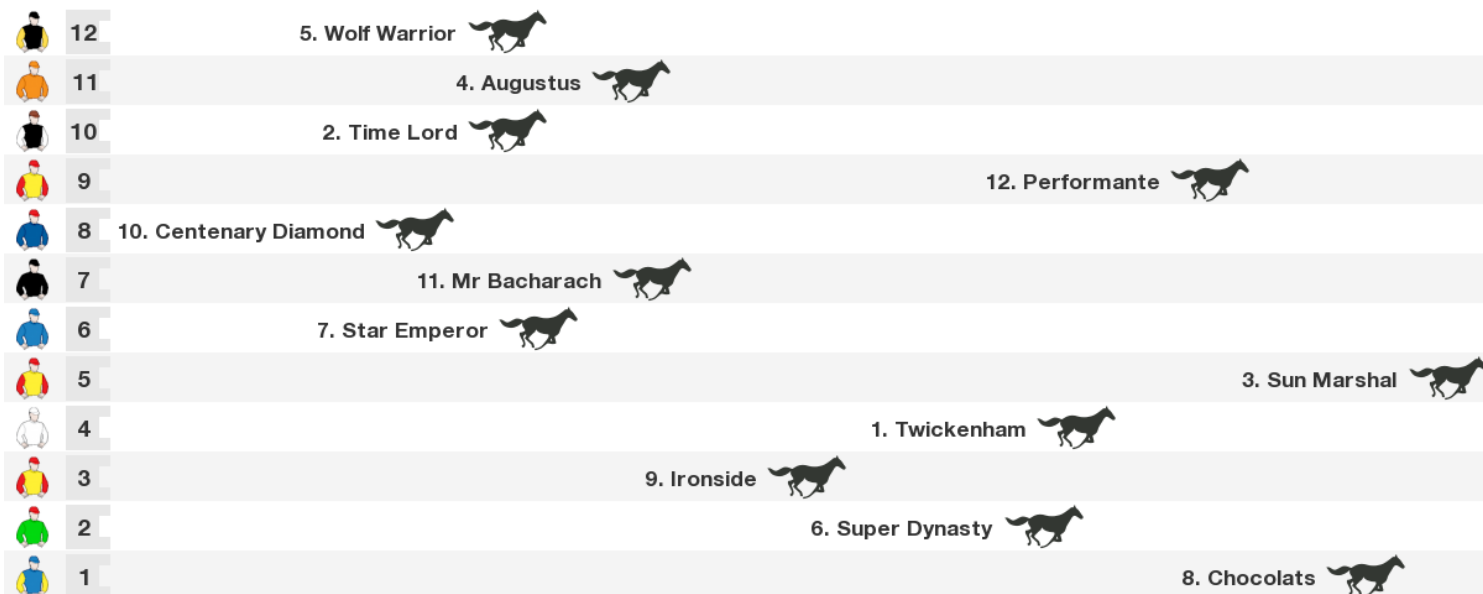 12 5. Wolf Warrior
11 4. Augustus
10 2. Time Lord
9 12. Performante
8 10. Centenary Diamond
7 11. Mr Bacharach
6 7. Star Emperor
5 3. Sun Marshal
4 1. Twickenham
3 9. Ironside
2 6. Super Dynasty
1 8. Chocolats